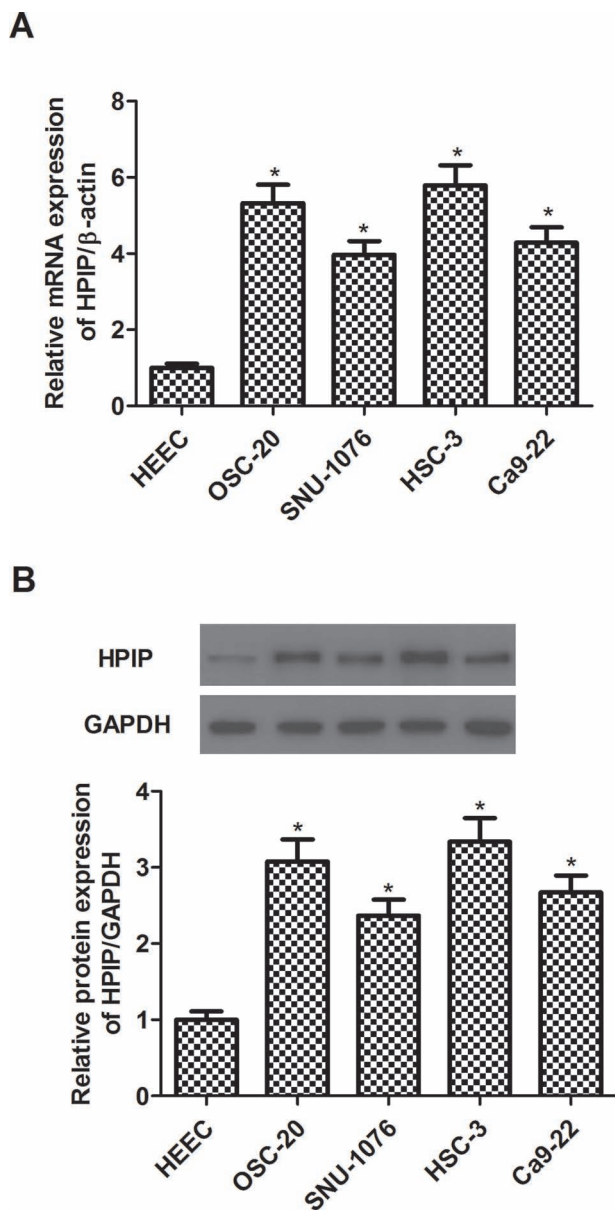 A
Relative mRNA expression
of HPIP/β-actin
8
6
4
2
0
*
*
*
*
HEEC
OSC-20
SNU-1076
HSC-3
Ca9-22
B
HPIP
GAPDH
Relative protein expression
of HPIP/GAPDH
4
3
2
1
0
*
*
*
*
HEEC
OSC-20
SNU-1076
HSC-3
Ca9-22